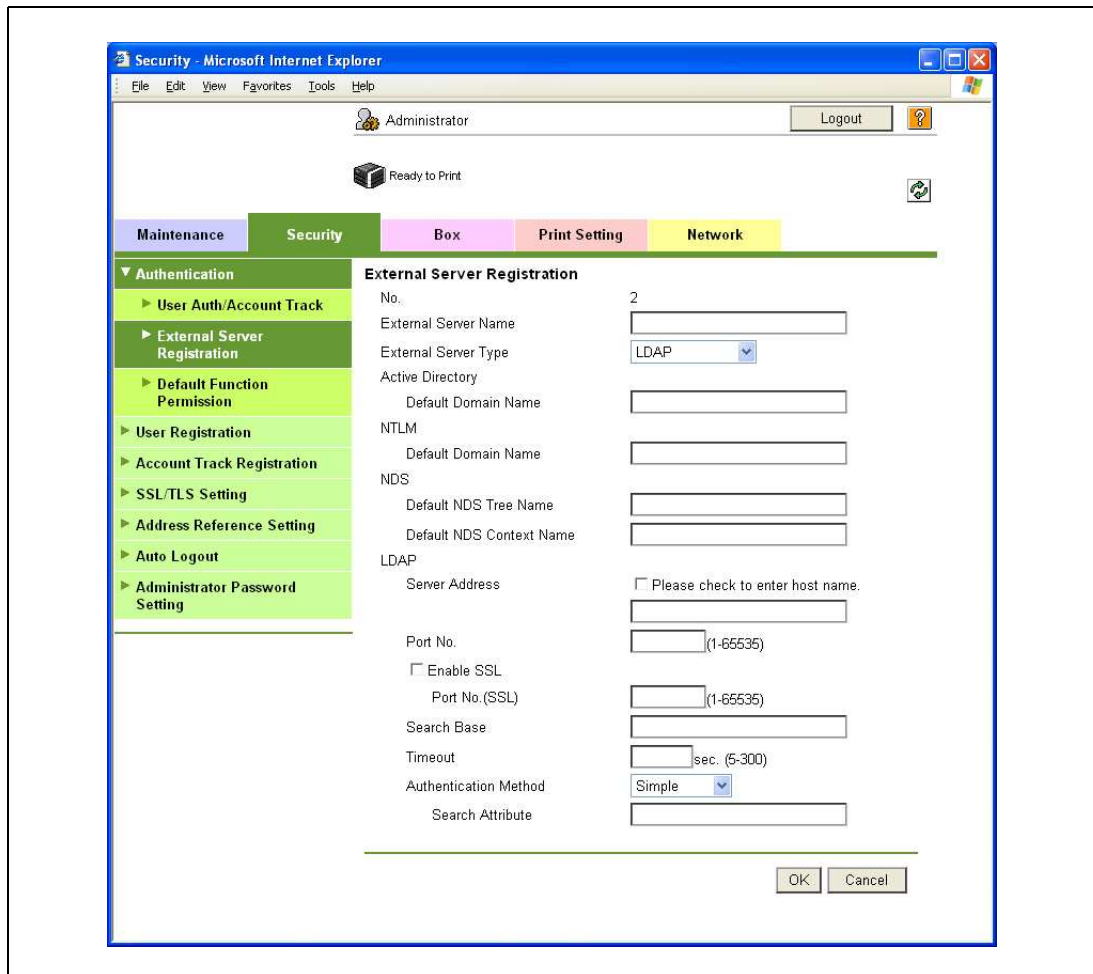 Security - Microsoft Internet Explorer
File Edit View Favorites Tools Help
Administrator
Logout
?
Ready to Print
Maintenance
Security
Box
Print Setting
Network
Authentication
User Auth/Account Track
External Server
Registration
Default Function
Permission
User Registration
Account Track Registration
SSL/TLS Setting
Address Reference Setting
Auto Logout
Administrator Password
Setting
External Server Registration
No. 2
External Server Name
External Server Type LDAP
Active Directory
Default Domain Name
NTLM
Default Domain Name
NDS
Default NDS Tree Name
Default NDS Context Name
LDAP
Server Address Please check to enter host name.
Port No. (1-65535)
Enable SSL
Port No.(SSL) (1-65535)
Search Base
Timeout sec. (5-300)
Authentication Method Simple
Search Attribute
OK Cancel